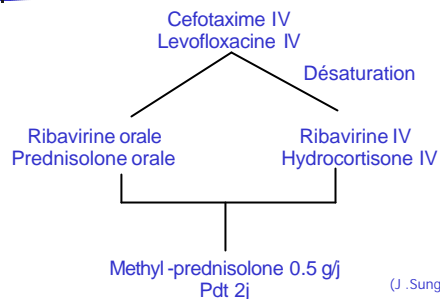 Cefotaxime IV
Levofloxacine IV
Désaturation
Ribavirine orale
Prednisolone orale
Ribavirine IV
Hydrocortisone IV
Methyl -prednisolone 0.5 g/j
Pdt 2j
(J .Sung